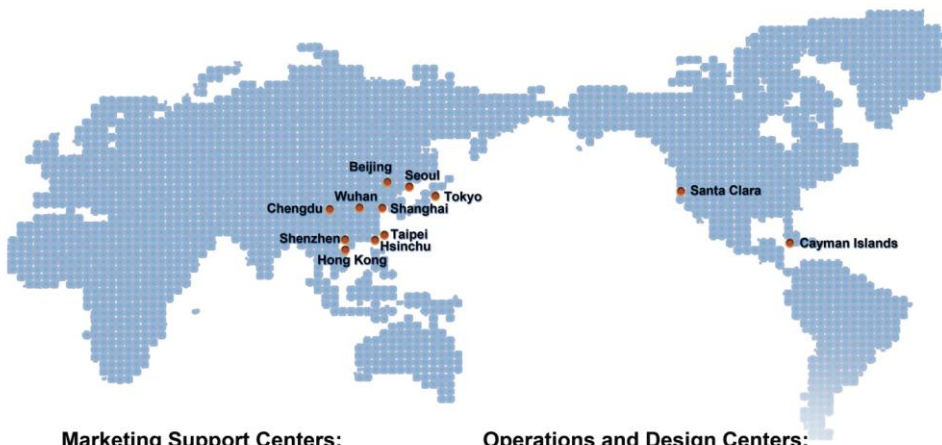 Beijing
Seoul
Wuhan
Tokyo
Chengdu
Shanghai
Santa Clara
Taipei
Shenzhen
Hsinchu
Hong Kong
Cayman Islands
Marketing Support Centers:
Operations and Design Centers: